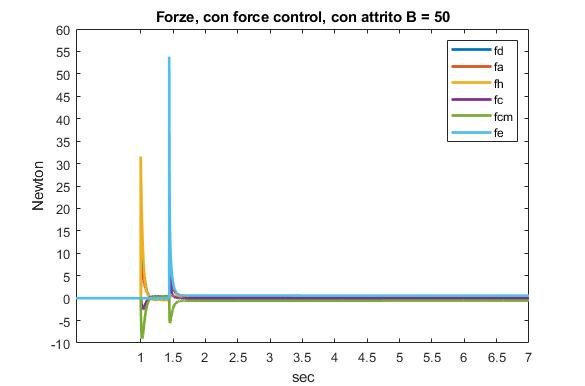 Forze, con force control, con attrito B = 50
60
55
50
45
40
35
30
25
20
15
10
5
0
-5
-10
Newton
fd
fa
fh
fc
fcm
fe
1 1.5 2 2.5 3 3.5 4 4.5 5 5.5 6 6.5 7
sec